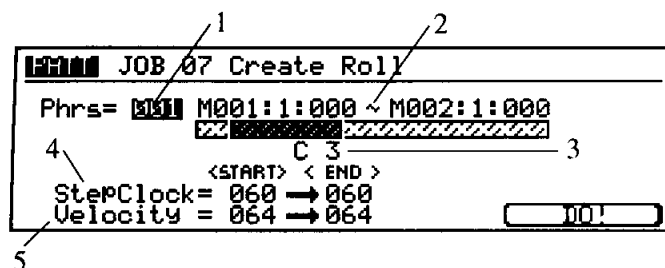 1 2
PATT JOB 07 Create Roll
Phrs= M001:1:000 ~ M002:1:000
C 3 3
4 <START> < END >
StepClock= 060 → 060
Velocity = 064 → 064 DO!
5